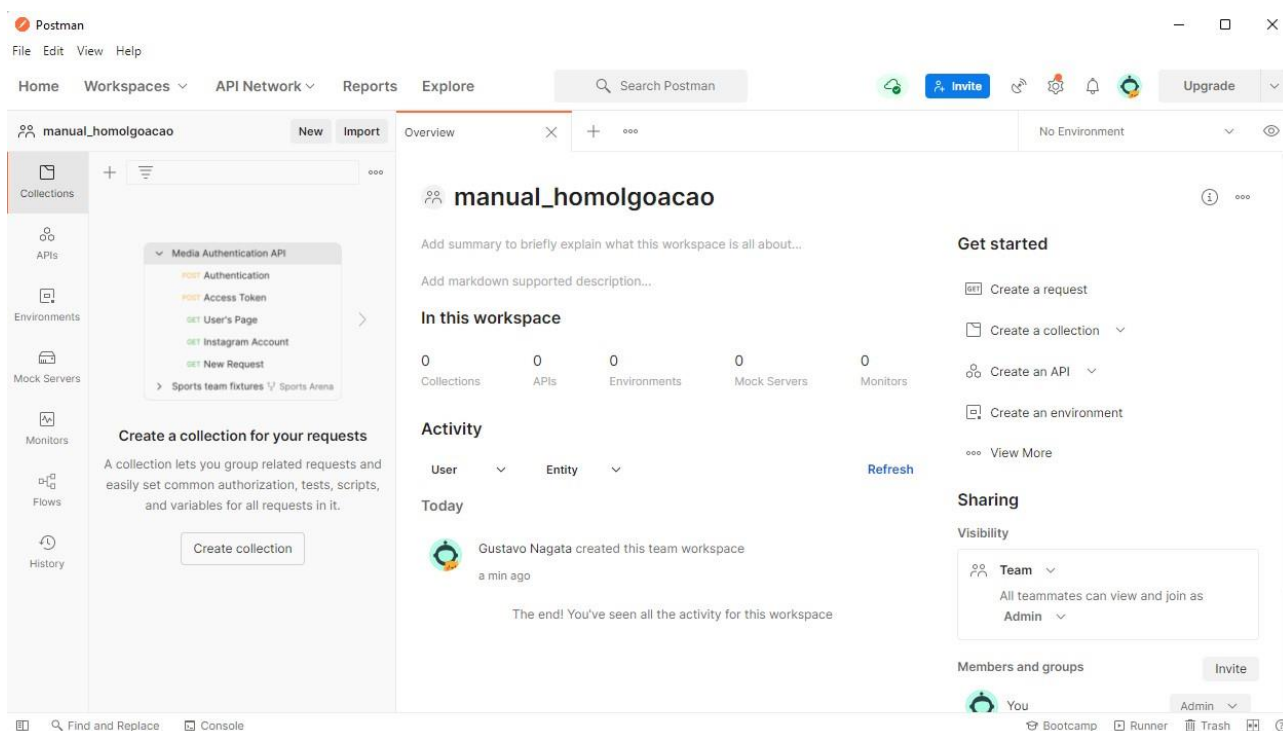 Postman
File Edit View Help
Home Workspaces API Network Reports Explore Search Postman Invite Upgrade
manual_homolgoacao New Import Overview No Environment
Collections
APIs
Environments
Mock Servers
Monitors
Flows
History
Media Authentication API
POST Authentication
POST Access Token
GET User's Page
GET Instagram Account
GET New Request
Sports team fixtures Sports Arena
Create a collection for your requests
A collection lets you group related requests and
easily set common authorization, tests, scripts,
and variables for all requests in it.
Create collection
manual_homolgoacao
Add summary to briefly explain what this workspace is all about...
Add markdown supported description...
In this workspace
0 0 0 0 0
Collections APIs Environments Mock Servers Monitors
Activity
User Entity Refresh
Today
Gustavo Nagata created this team workspace
a min ago
The end! You've seen all the activity for this workspace
Get started
GET Create a request
Create a collection
Create an API
Create an environment
View More
Sharing
Visibility
Team
All teammates can view and join as
Admin
Members and groups Invite
You Admin
Find and Replace Console Bootcamp Runner Trash